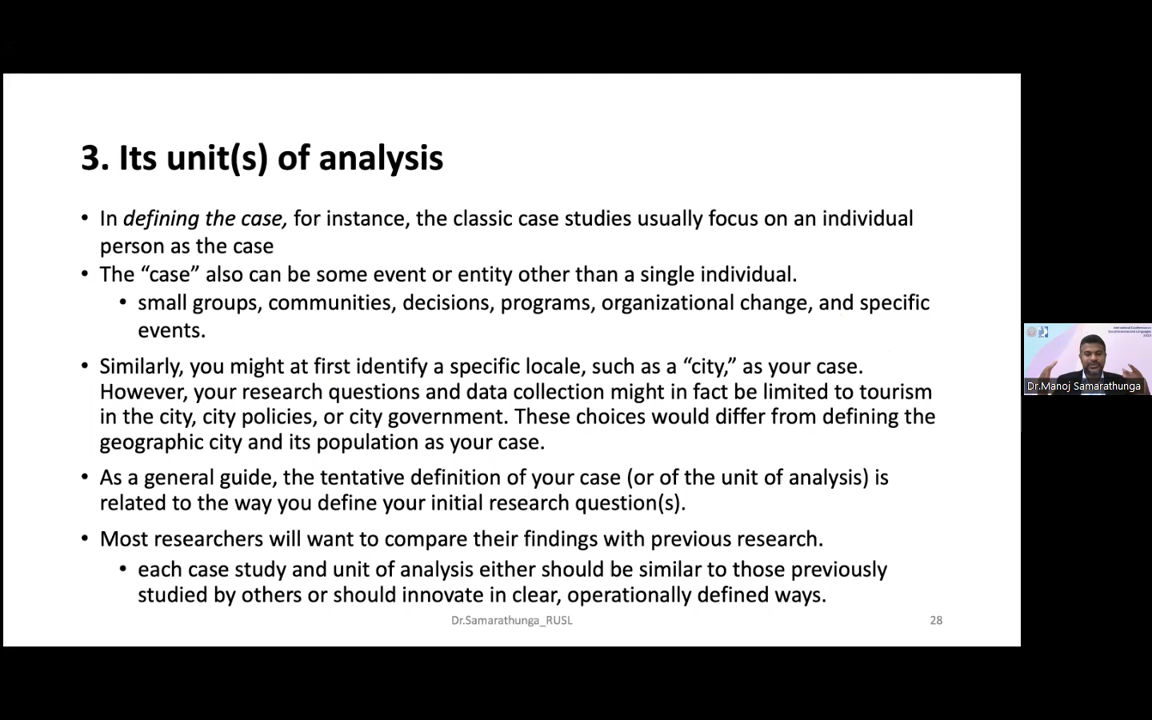 3. Its unit(s) of analysis
• In defining the case, for instance, the classic case studies usually focus on an individual
person as the case
• The “case” also can be some event or entity other than a single individual.
• small groups, communities, decisions, programs, organizational change, and specific
events.
• Similarly, you might at first identify a specific locale, such as a “city,” as your case.
However, your research questions and data collection might in fact be limited to tourism
in the city, city policies, or city government. These choices would differ from defining the
geographic city and its population as your case.
• As a general guide, the tentative definition of your case (or of the unit of analysis) is
related to the way you define your initial research question(s).
• Most researchers will want to compare their findings with previous research.
• each case study and unit of analysis either should be similar to those previously
studied by others or should innovate in clear, operationally defined ways.
Dr.Samarathunga_RUSL
28
Dr.Manoj Samarathunga